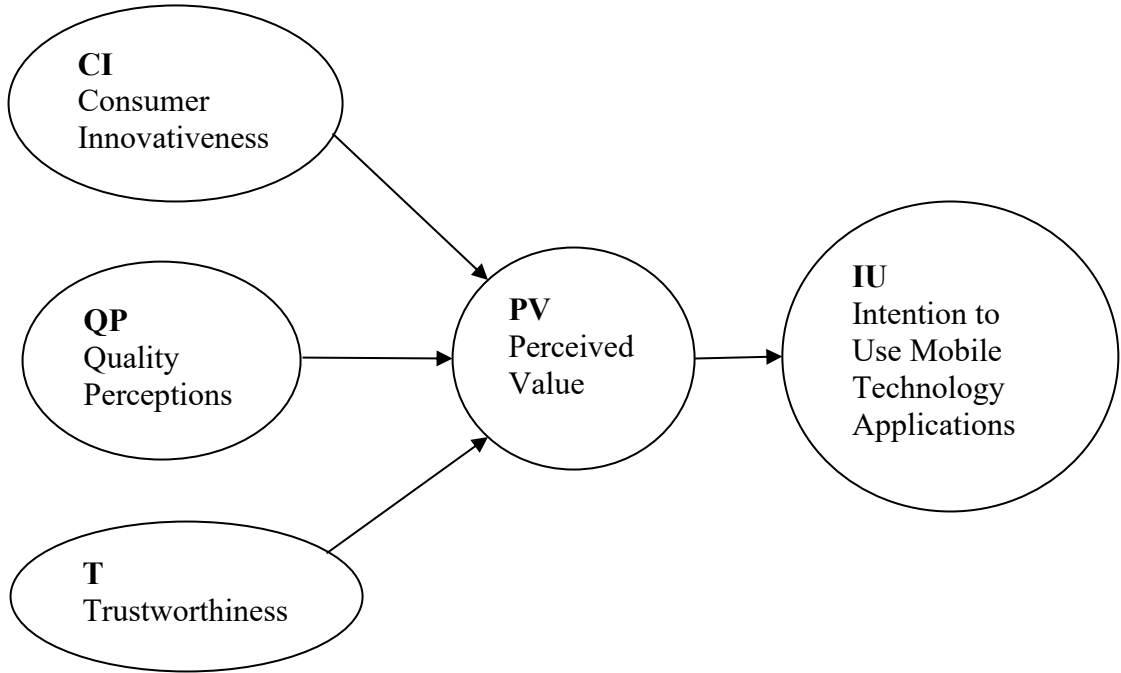 CI
Consumer
Innovativeness
QP
Quality
Perceptions
T
Trustworthiness
PV
Perceived
Value
IU
Intention to
Use Mobile
Technology
Applications